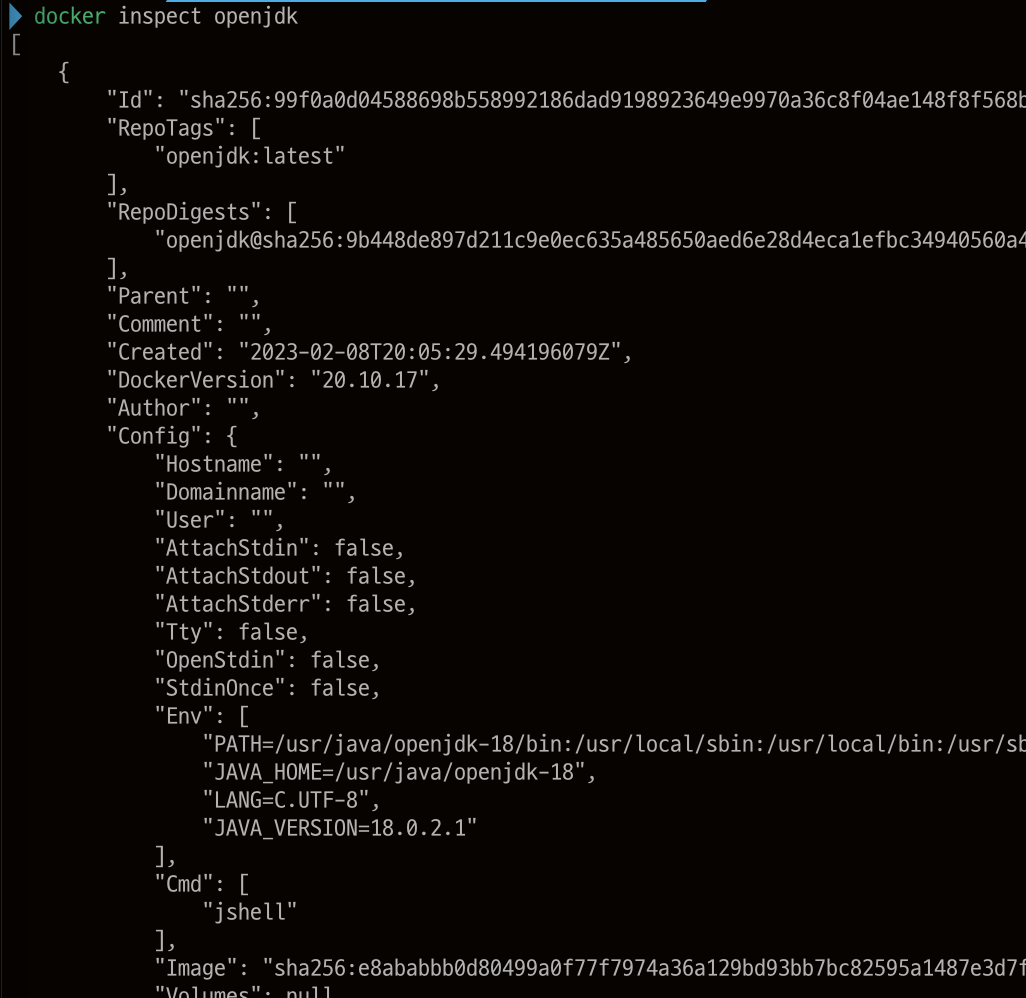 docker inspect openjdk
[
    {
        "Id": "sha256:99f0a0d04588698b558992186dad9198923649e9970a36c8f04ae148f8f568b
        "RepoTags": [
            "openjdk:latest"
        ],
        "RepoDigests": [
            "openjdk@sha256:9b448de897d211c9e0ec635a485650aed6e28d4eca1efbc34940560a4
        ],
        "Parent": "",
        "Comment": "",
        "Created": "2023-02-08T20:05:29.494196079Z",
        "DockerVersion": "20.10.17",
        "Author": "",
        "Config": {
            "Hostname": "",
            "Domainname": "",
            "User": "",
            "AttachStdin": false,
            "AttachStdout": false,
            "AttachStderr": false,
            "Tty": false,
            "OpenStdin": false,
            "StdinOnce": false,
            "Env": [
                "PATH=/usr/java/openjdk-18/bin:/usr/local/sbin:/usr/local/bin:/usr/sb
                "JAVA_HOME=/usr/java/openjdk-18",
                "LANG=C.UTF-8",
                "JAVA_VERSION=18.0.2.1"
            ],
            "Cmd": [
                "jshell"
            ],
            "Image": "sha256:e8ababbb0d80499a0f77f7974a36a129bd93bb7bc82595a1487e3d7f
            "Volumes": null